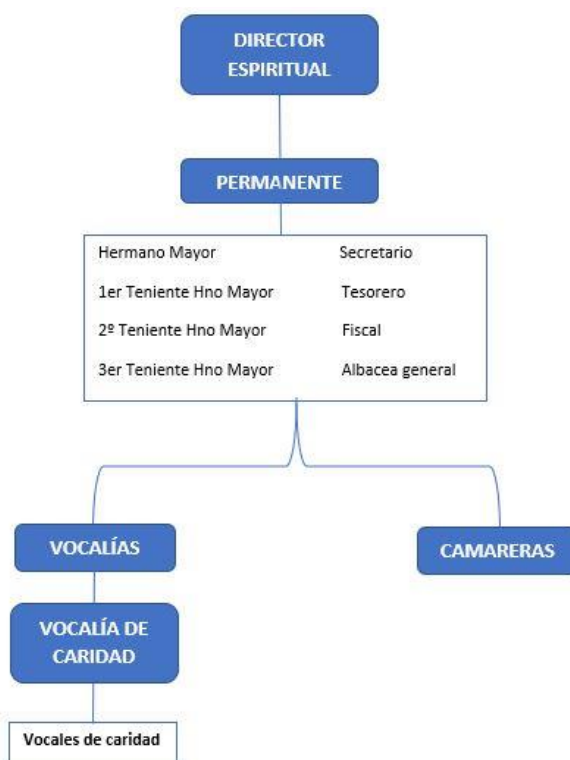 DIRECTOR
ESPIRITUAL
PERMANENTE
Hermano Mayor Secretario
1er Teniente Hno Mayor Tesorero
2º Teniente Hno Mayor Fiscal
3er Teniente Hno Mayor Albacea general
VOCALÍAS
CAMARERAS
VOCALÍA DE
CARIDAD
Vocales de caridad